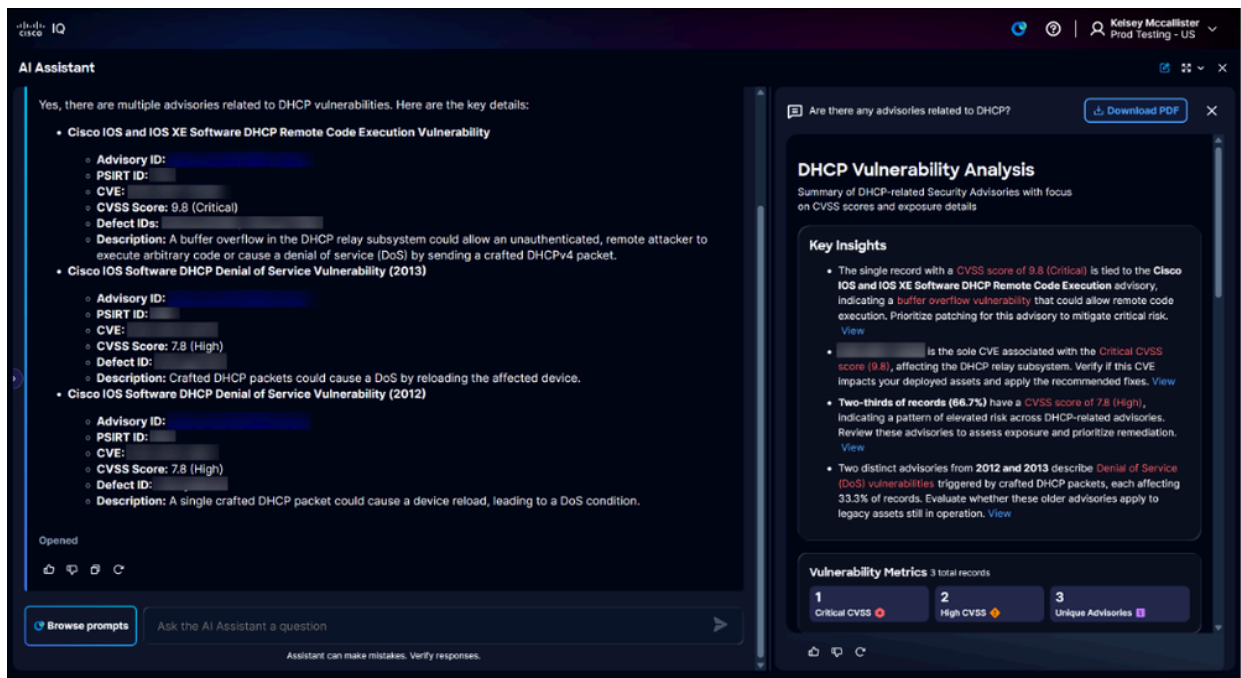 cisco IQ
Kelsey Mccallister
Prod Testing - US
AI Assistant
Yes, there are multiple advisories related to DHCP vulnerabilities. Here are the key details:
• Cisco IOS and IOS XE Software DHCP Remote Code Execution Vulnerability
◦ Advisory ID:
◦ PSIRT ID:
◦ CVE:
◦ CVSS Score: 9.8 (Critical)
◦ Defect IDs:
◦ Description: A buffer overflow in the DHCP relay subsystem could allow an unauthenticated, remote attacker to
execute arbitrary code or cause a denial of service (DoS) by sending a crafted DHCPv4 packet.
• Cisco IOS Software DHCP Denial of Service Vulnerability (2013)
◦ Advisory ID:
◦ PSIRT ID:
◦ CVE:
◦ CVSS Score: 7.8 (High)
◦ Defect ID:
◦ Description: Crafted DHCP packets could cause a DoS by reloading the affected device.
• Cisco IOS Software DHCP Denial of Service Vulnerability (2012)
◦ Advisory ID:
◦ PSIRT ID:
◦ CVE:
◦ CVSS Score: 7.8 (High)
◦ Defect ID:
◦ Description: A single crafted DHCP packet could cause a device reload, leading to a DoS condition.
Opened
Browse prompts
Ask the AI Assistant a question
Assistant can make mistakes. Verify responses.
Are there any advisories related to DHCP?
Download PDF
DHCP Vulnerability Analysis
Summary of DHCP-related Security Advisories with focus
on CVSS scores and exposure details
Key Insights
• The single record with a CVSS score of 9.8 (Critical) is tied to the Cisco
IOS and IOS XE Software DHCP Remote Code Execution advisory,
indicating a buffer overflow vulnerability that could allow remote code
execution. Prioritize patching for this advisory to mitigate critical risk.
View
• is the sole CVE associated with the Critical CVSS
score (9.8), affecting the DHCP relay subsystem. Verify if this CVE
impacts your deployed assets and apply the recommended fixes. View
• Two-thirds of records (66.7%) have a CVSS score of 7.8 (High),
indicating a pattern of elevated risk across DHCP-related advisories.
Review these advisories to assess exposure and prioritize remediation.
View
• Two distinct advisories from 2012 and 2013 describe Denial of Service
(DoS) vulnerabilities triggered by crafted DHCP packets, each affecting
33.3% of records. Evaluate whether these older advisories apply to
legacy assets still in operation. View
Vulnerability Metrics 3 total records
1
Critical CVSS
2
High CVSS
3
Unique Advisories